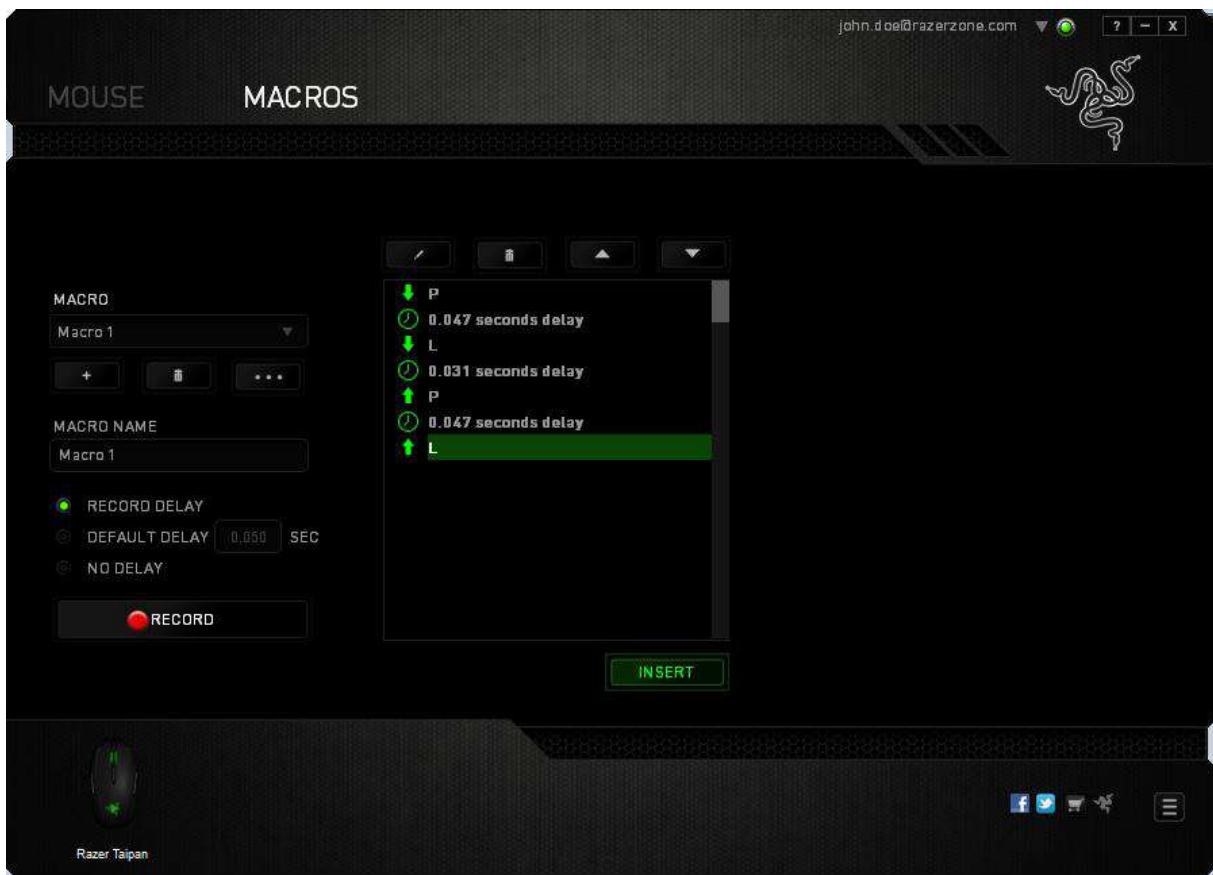 john.doe@razerzone.com
? – X
MOUSE MACROS
MACRO
Macro 1
+
...
MACRO NAME
Macro 1
RECORD DELAY
DEFAULT DELAY 0.050 SEC
NO DELAY
RECORD
P
0.047 seconds delay
L
0.031 seconds delay
P
0.047 seconds delay
L
INSERT
Razer Taipan